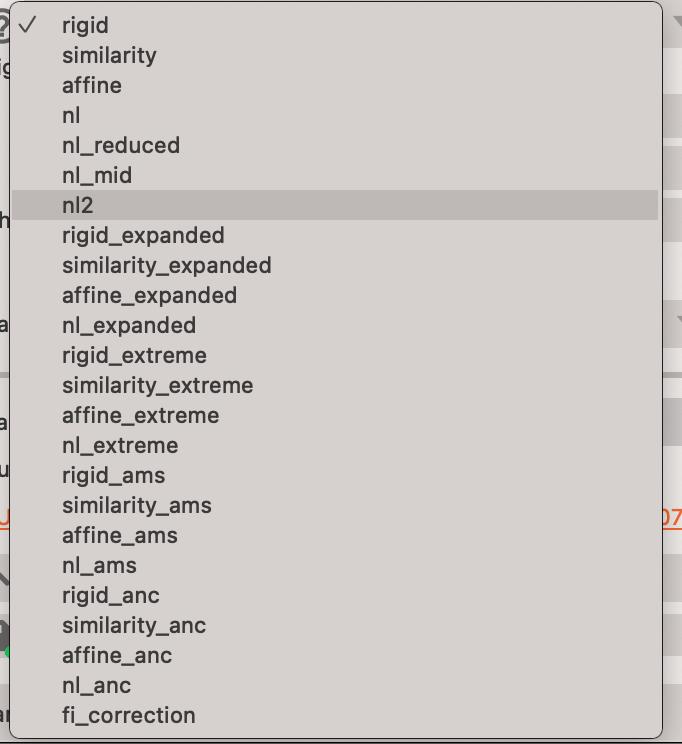 rigid
similarity
affine
nl
nl_reduced
nl_mid
nl2
rigid_expanded
similarity_expanded
affine_expanded
nl_expanded
rigid_extreme
similarity_extreme
affine_extreme
nl_extreme
rigid_ams
similarity_ams
affine_ams
nl_ams
rigid_anc
similarity_anc
affine_anc
nl_anc
fi_correction